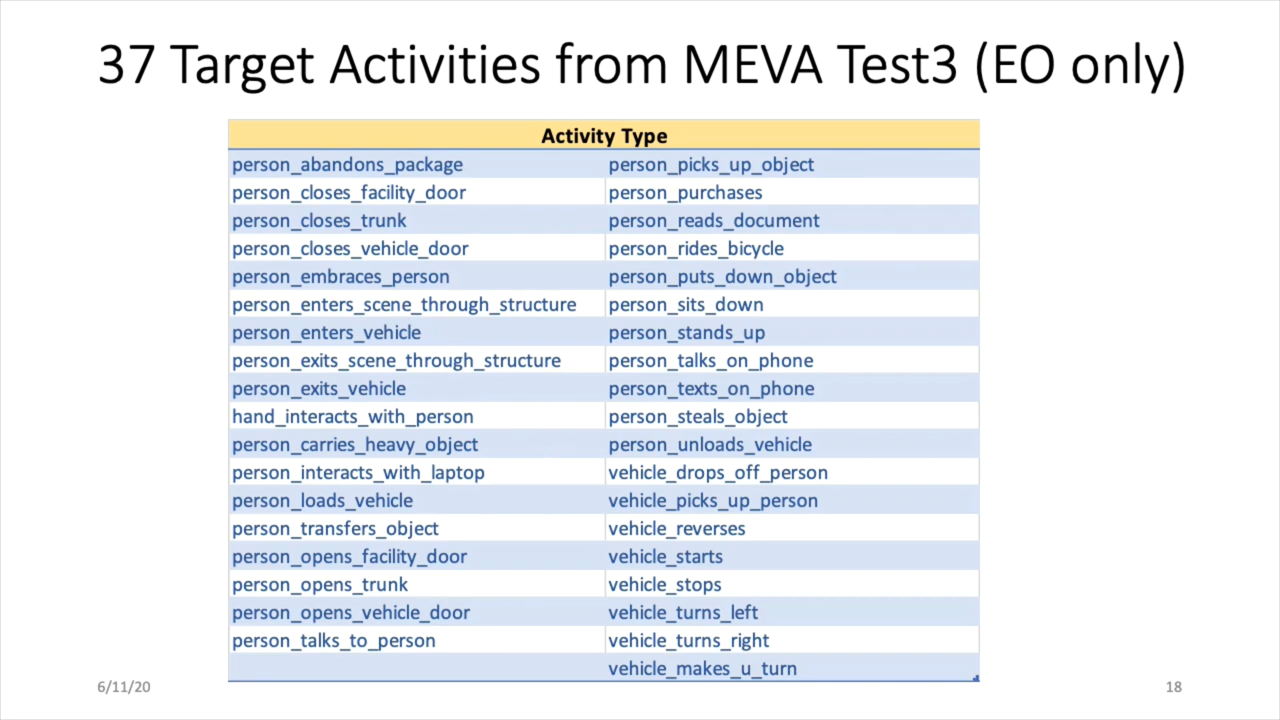 37 Target Activities from MEVA Test3 (EO only)
Activity Type
person_abandons_package person_picks_up_object
person_closes_facility_door person_purchases
person_closes_trunk person_reads_document
person_closes_vehicle_door person_rides_bicycle
person_embraces_person person_puts_down_object
person_enters_scene_through_structure person_sits_down
person_enters_vehicle person_stands_up
person_exits_scene_through_structure person_talks_on_phone
person_exits_vehicle person_texts_on_phone
hand_interacts_with_person person_steals_object
person_carries_heavy_object person_unloads_vehicle
person_interacts_with_laptop vehicle_drops_off_person
person_loads_vehicle vehicle_picks_up_person
person_transfers_object vehicle_reverses
person_opens_facility_door vehicle_starts
person_opens_trunk vehicle_stops
person_opens_vehicle_door vehicle_turns_left
person_talks_to_person vehicle_turns_right
vehicle_makes_u_turn
6/11/20 18